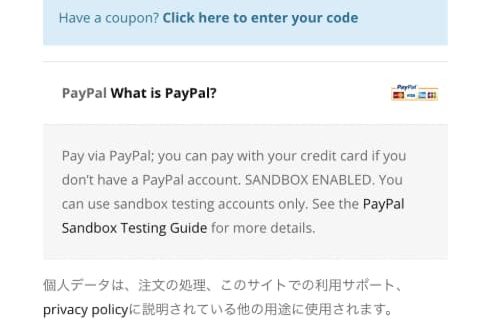 Have a coupon? Click here to enter your code
PayPal What is PayPal?
PayPal
VISA
Pay via PayPal; you can pay with your credit card if you
don't have a PayPal account. SANDBOX ENABLED. You
can use sandbox testing accounts only. See the PayPal
Sandbox Testing Guide for more details.
個人データは、注文の処理、このサイトでの利用サポート、
privacy policyに説明されている他の用途に使用されます。